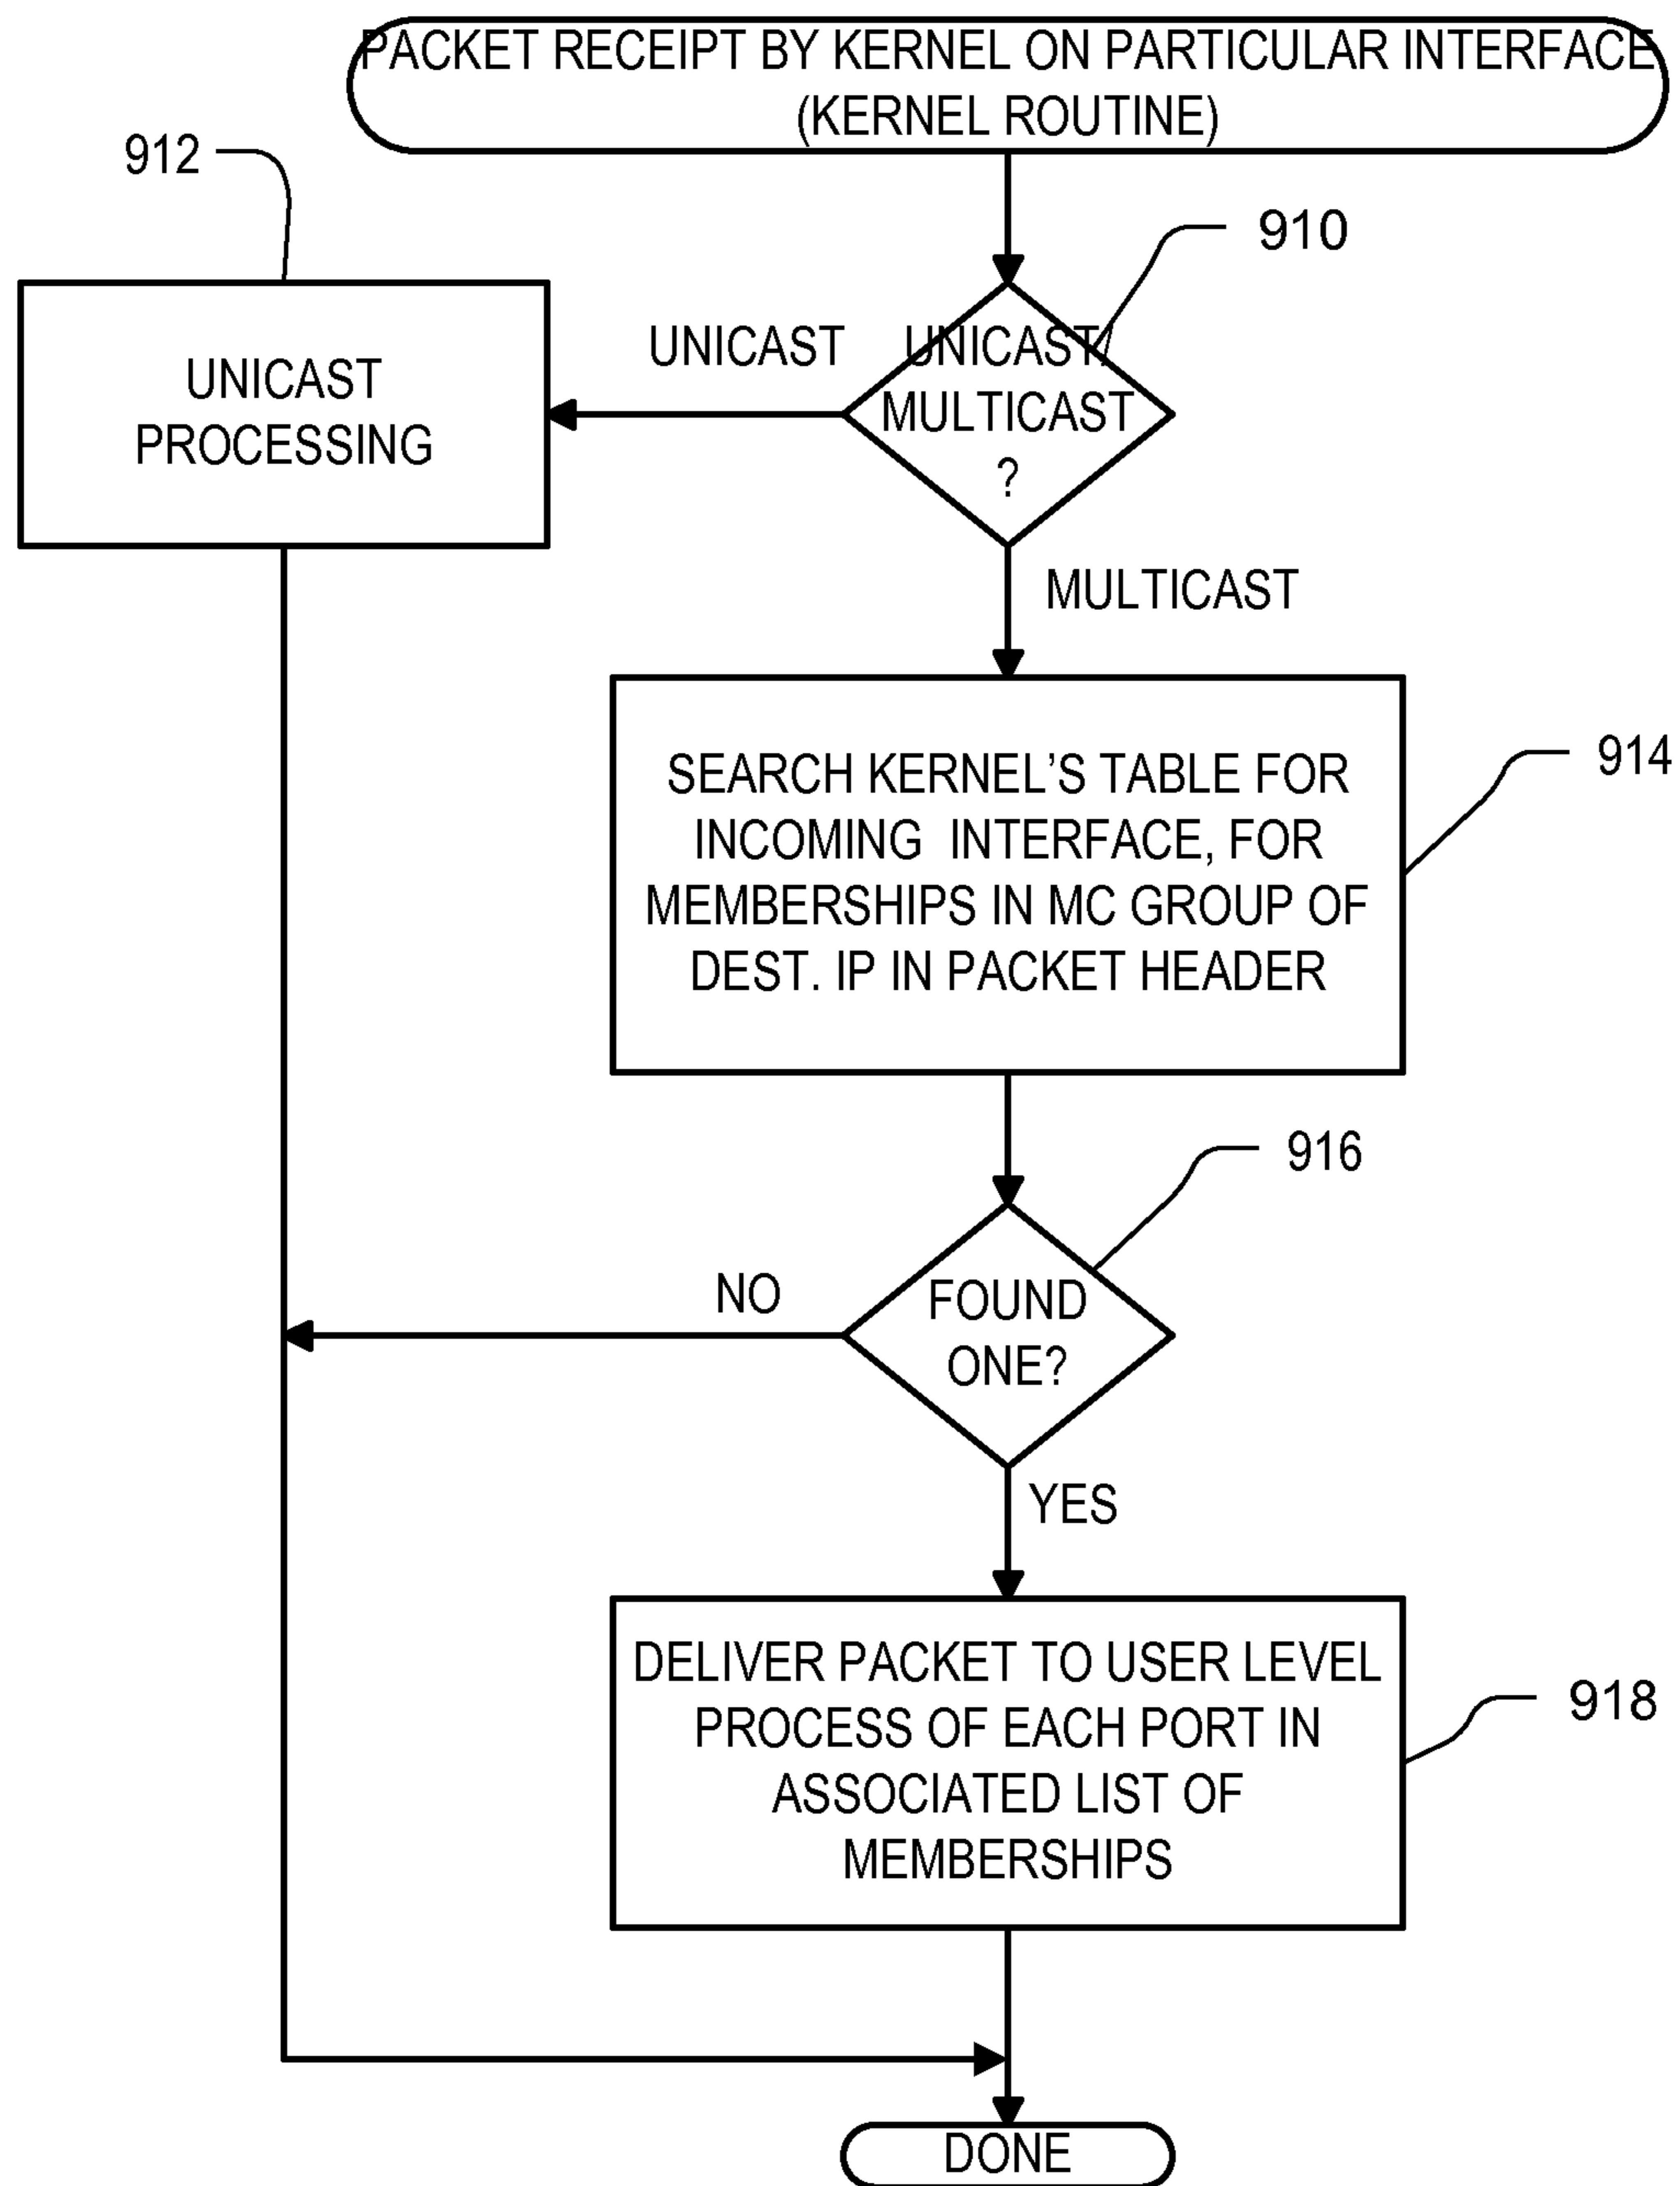 PACKET RECEIPT BY KERNEL ON PARTICULAR INTERFACE
(KERNEL ROUTINE)
912
910
UNICAST
PROCESSING
UNICAST
UNICAST/
MULTICAST
?
MULTICAST
SEARCH KERNEL'S TABLE FOR
INCOMING INTERFACE, FOR
MEMBERSHIPS IN MC GROUP OF
DEST. IP IN PACKET HEADER
914
916
NO
FOUND
ONE?
YES
DELIVER PACKET TO USER LEVEL
PROCESS OF EACH PORT IN
ASSOCIATED LIST OF
MEMBERSHIPS
918
DONE